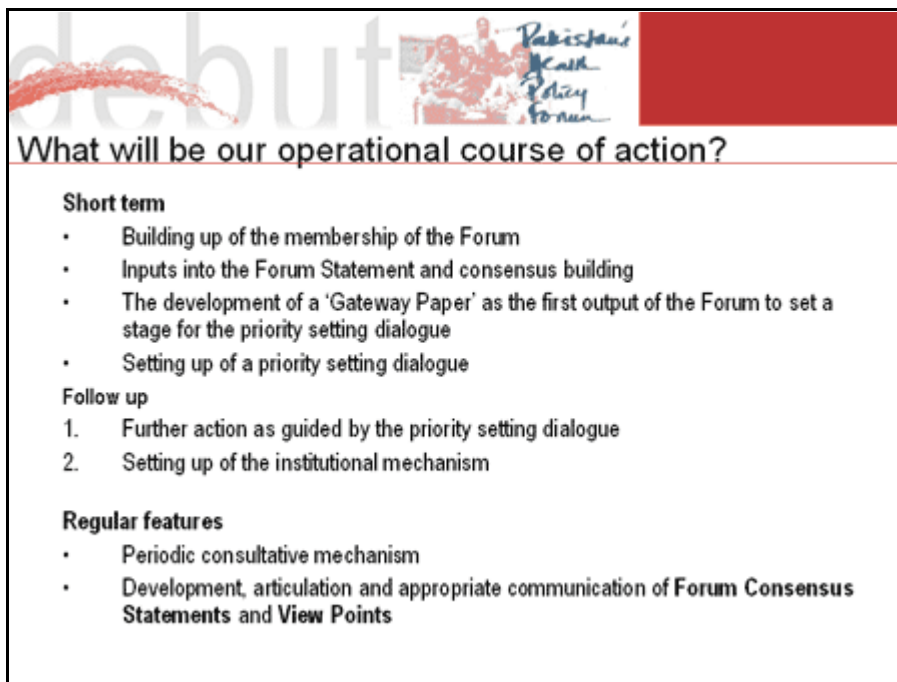 debut
Pakistan's
Health
Policy
Forum
What will be our operational course of action?
Short term
· Building up of the membership of the Forum
· Inputs into the Forum Statement and consensus building
· The development of a ‘Gateway Paper’ as the first output of the Forum to set a
stage for the priority setting dialogue
· Setting up of a priority setting dialogue
Follow up
1. Further action as guided by the priority setting dialogue
2. Setting up of the institutional mechanism
Regular features
· Periodic consultative mechanism
· Development, articulation and appropriate communication of Forum Consensus
Statements and View Points